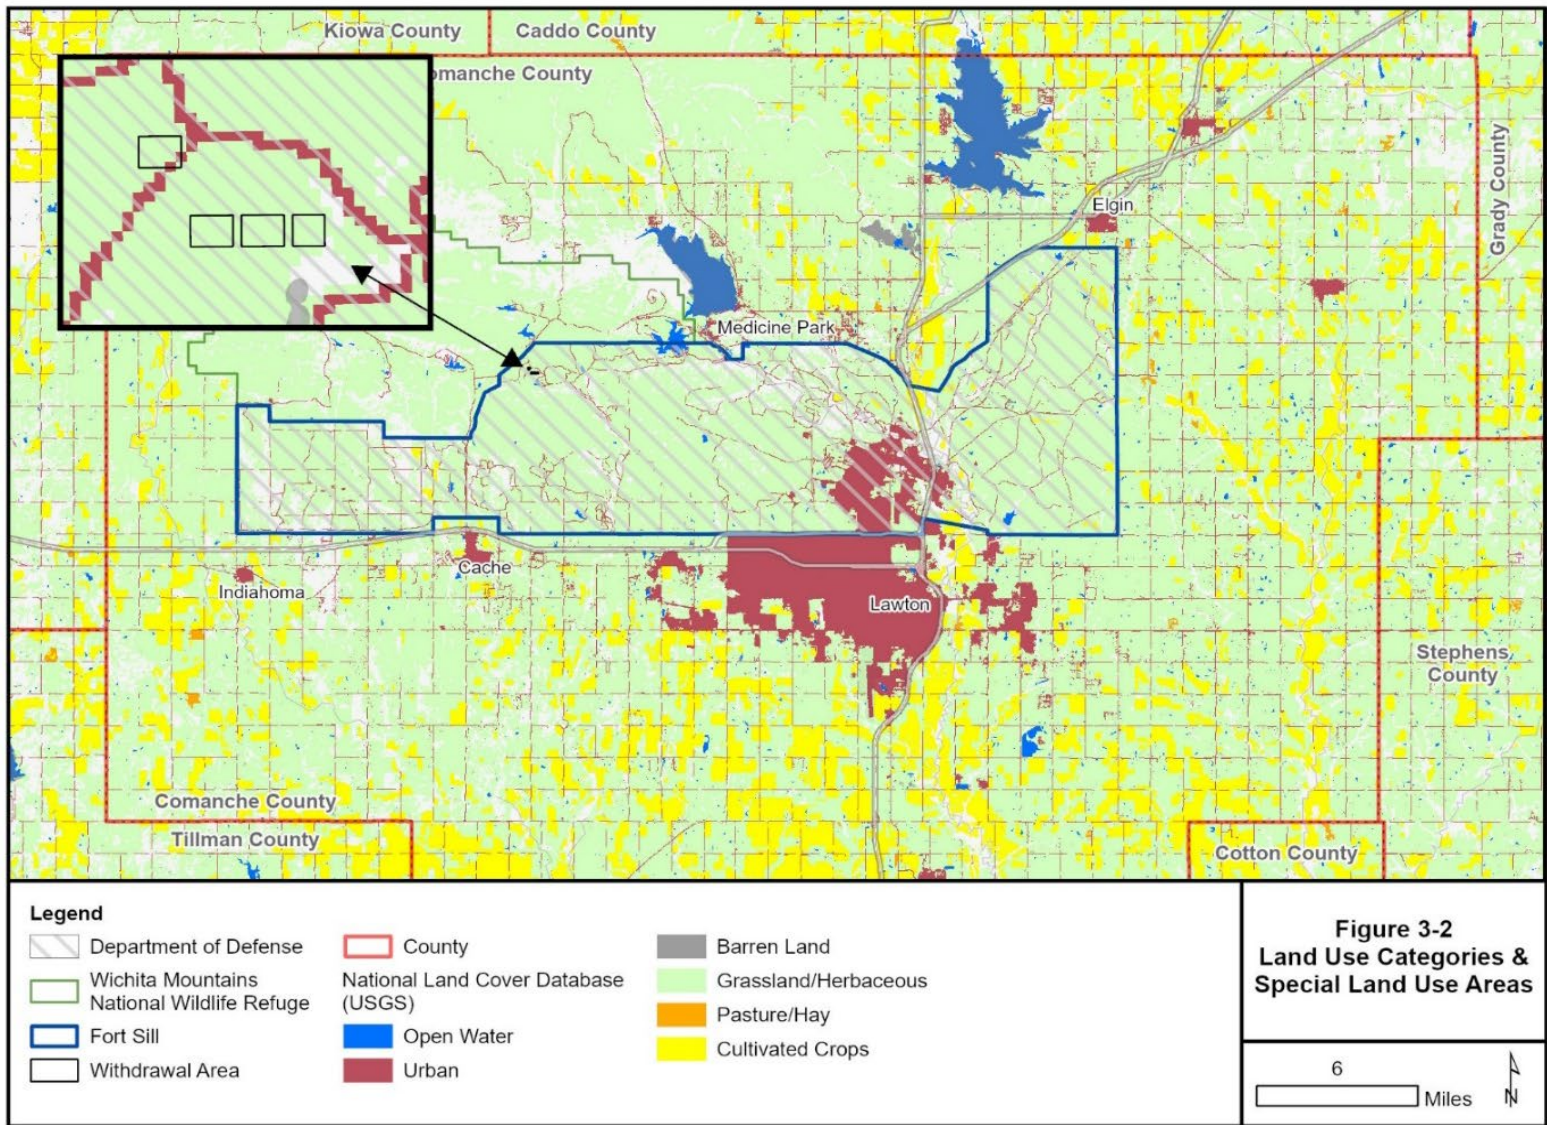 Kiowa County
Caddo County
omanche County
Grady County
Elgin
Medicine Park
Cache
Indiahoma
Lawton
Stephens
County
Comanche County
Tillman County
Cotton County
Legend
Department of Defense
Wichita Mountains
National Wildlife Refuge
Fort Sill
Withdrawal Area
County
National Land Cover Database
(USGS)
Open Water
Urban
Barren Land
Grassland/Herbaceous
Pasture/Hay
Cultivated Crops
Figure 3-2
Land Use Categories &
Special Land Use Areas
6
Miles
N